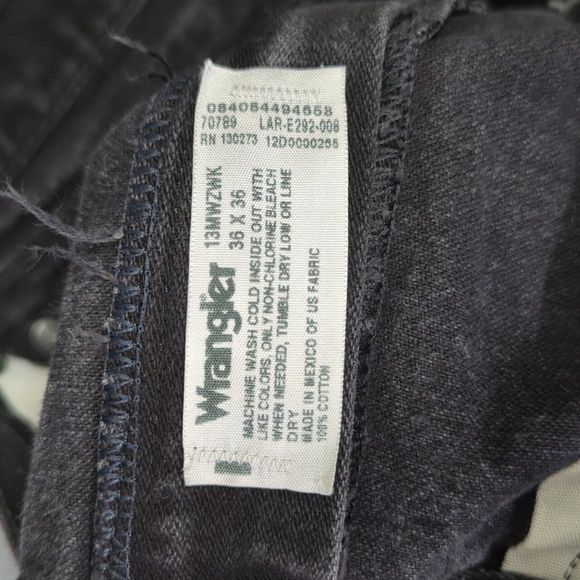 084084494658
70789 LAR-E292-008
RN 130273 12D0000255
Wrangler® 13MWZWK
36 X 36
MACHINE WASH COLD INSIDE OUT WITH
LIKE COLORS, ONLY NON-CHLORINE BLEACH
WHEN NEEDED, TUMBLE DRY LOW OR LINE
DRY
MADE IN MEXICO OF US FABRIC
100% COTTON